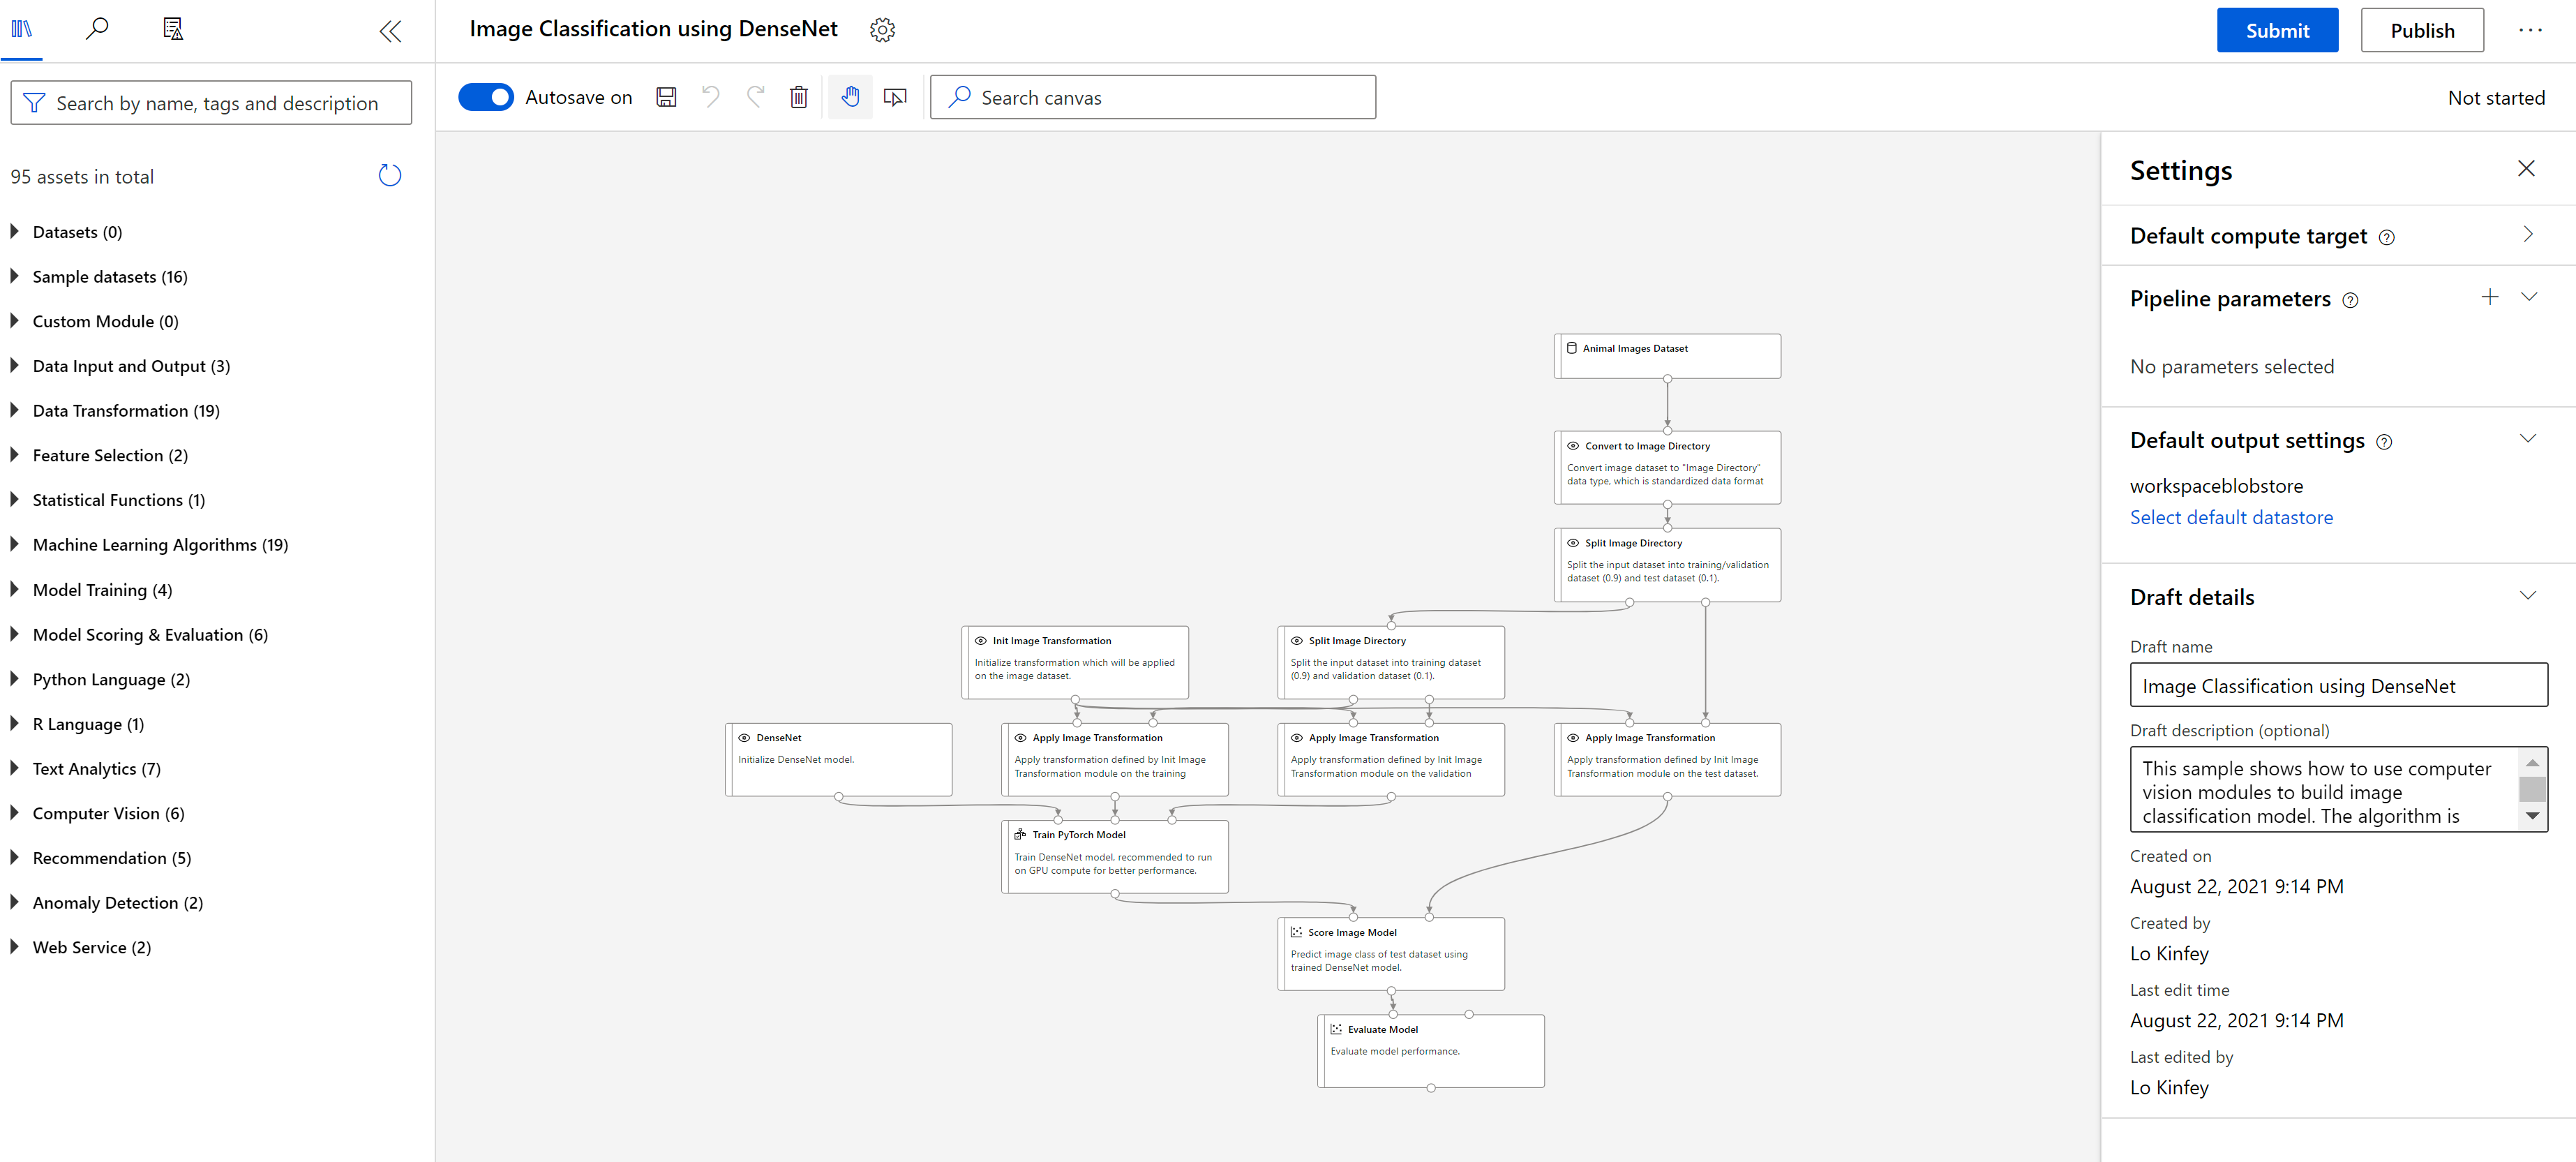 Image Classification using DenseNet
Submit
Publish
Search by name, tags and description
Autosave on
Search canvas
Not started
95 assets in total
Datasets (0)
Sample datasets (16)
Custom Module (0)
Data Input and Output (3)
Data Transformation (19)
Feature Selection (2)
Statistical Functions (1)
Machine Learning Algorithms (19)
Model Training (4)
Model Scoring & Evaluation (6)
Python Language (2)
R Language (1)
Text Analytics (7)
Computer Vision (6)
Recommendation (5)
Anomaly Detection (2)
Web Service (2)
Animal Images Dataset
Convert to Image Directory
Convert image dataset to "Image Directory"
data type, which is standardized data format
Split Image Directory
Split the input dataset into training/validation
dataset (0.9) and test dataset (0.1).
Init Image Transformation
Initialize transformation which will be applied
on the image dataset.
Split Image Directory
Split the input dataset into training dataset
(0.9) and validation dataset (0.1).
DenseNet
Initialize DenseNet model.
Apply Image Transformation
Apply transformation defined by Init Image
Transformation module on the training
Apply Image Transformation
Apply transformation defined by Init Image
Transformation module on the validation
Apply Image Transformation
Apply transformation defined by Init Image
Transformation module on the test dataset.
Train PyTorch Model
Train DenseNet model, recommended to run
on GPU compute for better performance.
Score Image Model
Predict image class of test dataset using
trained DenseNet model.
Evaluate Model
Evaluate model performance.
Settings
Default compute target
Pipeline parameters
No parameters selected
Default output settings
workspaceblobstore
Select default datastore
Draft details
Draft name
Image Classification using DenseNet
Draft description (optional)
This sample shows how to use computer
vision modules to build image
classification model. The algorithm is
Created on
August 22, 2021 9:14 PM
Created by
Lo Kinfey
Last edit time
August 22, 2021 9:14 PM
Last edited by
Lo Kinfey